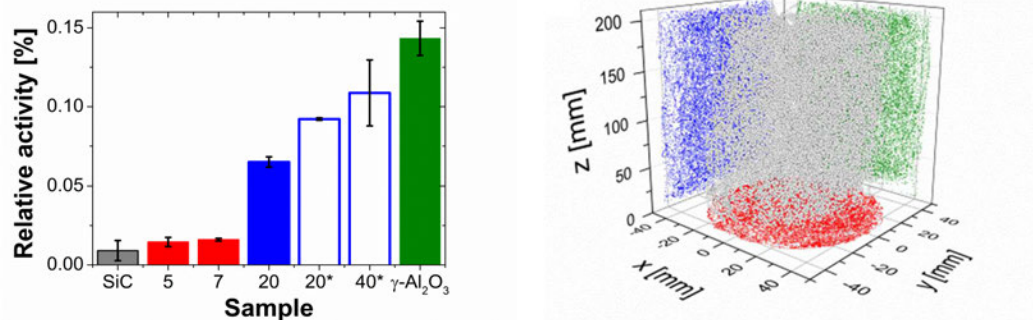 Relative activity [%]
0.15
0.10
0.05
0.00
SiC 5 7 20 20* 40* γ-Al₂O₃
Sample
z [mm]
200
150
100
50
0
-40 -20 0 20 40
x [mm]
-40 -20 0 20 40
y [mm]